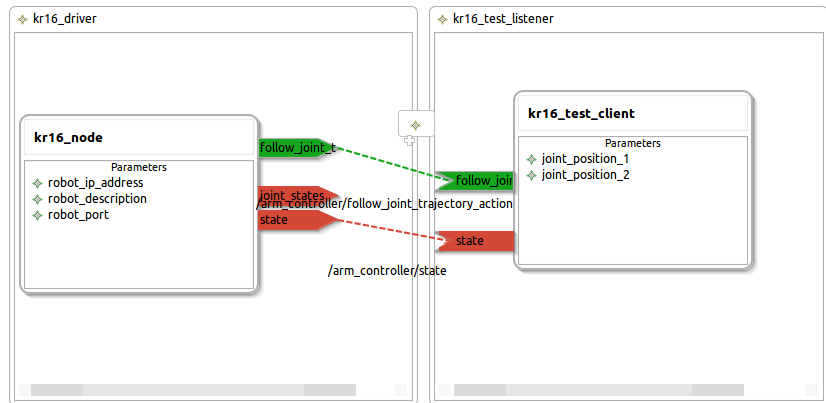 kr16_driver
kr16_test_listener
kr16_node
Parameters
robot_ip_address
robot_description
robot_port
follow_joint_t
joint_states
/arm_controller/follow_joint_trajectory_action
state
/arm_controller/state
kr16_test_client
Parameters
joint_position_1
joint_position_2
follow_join
state